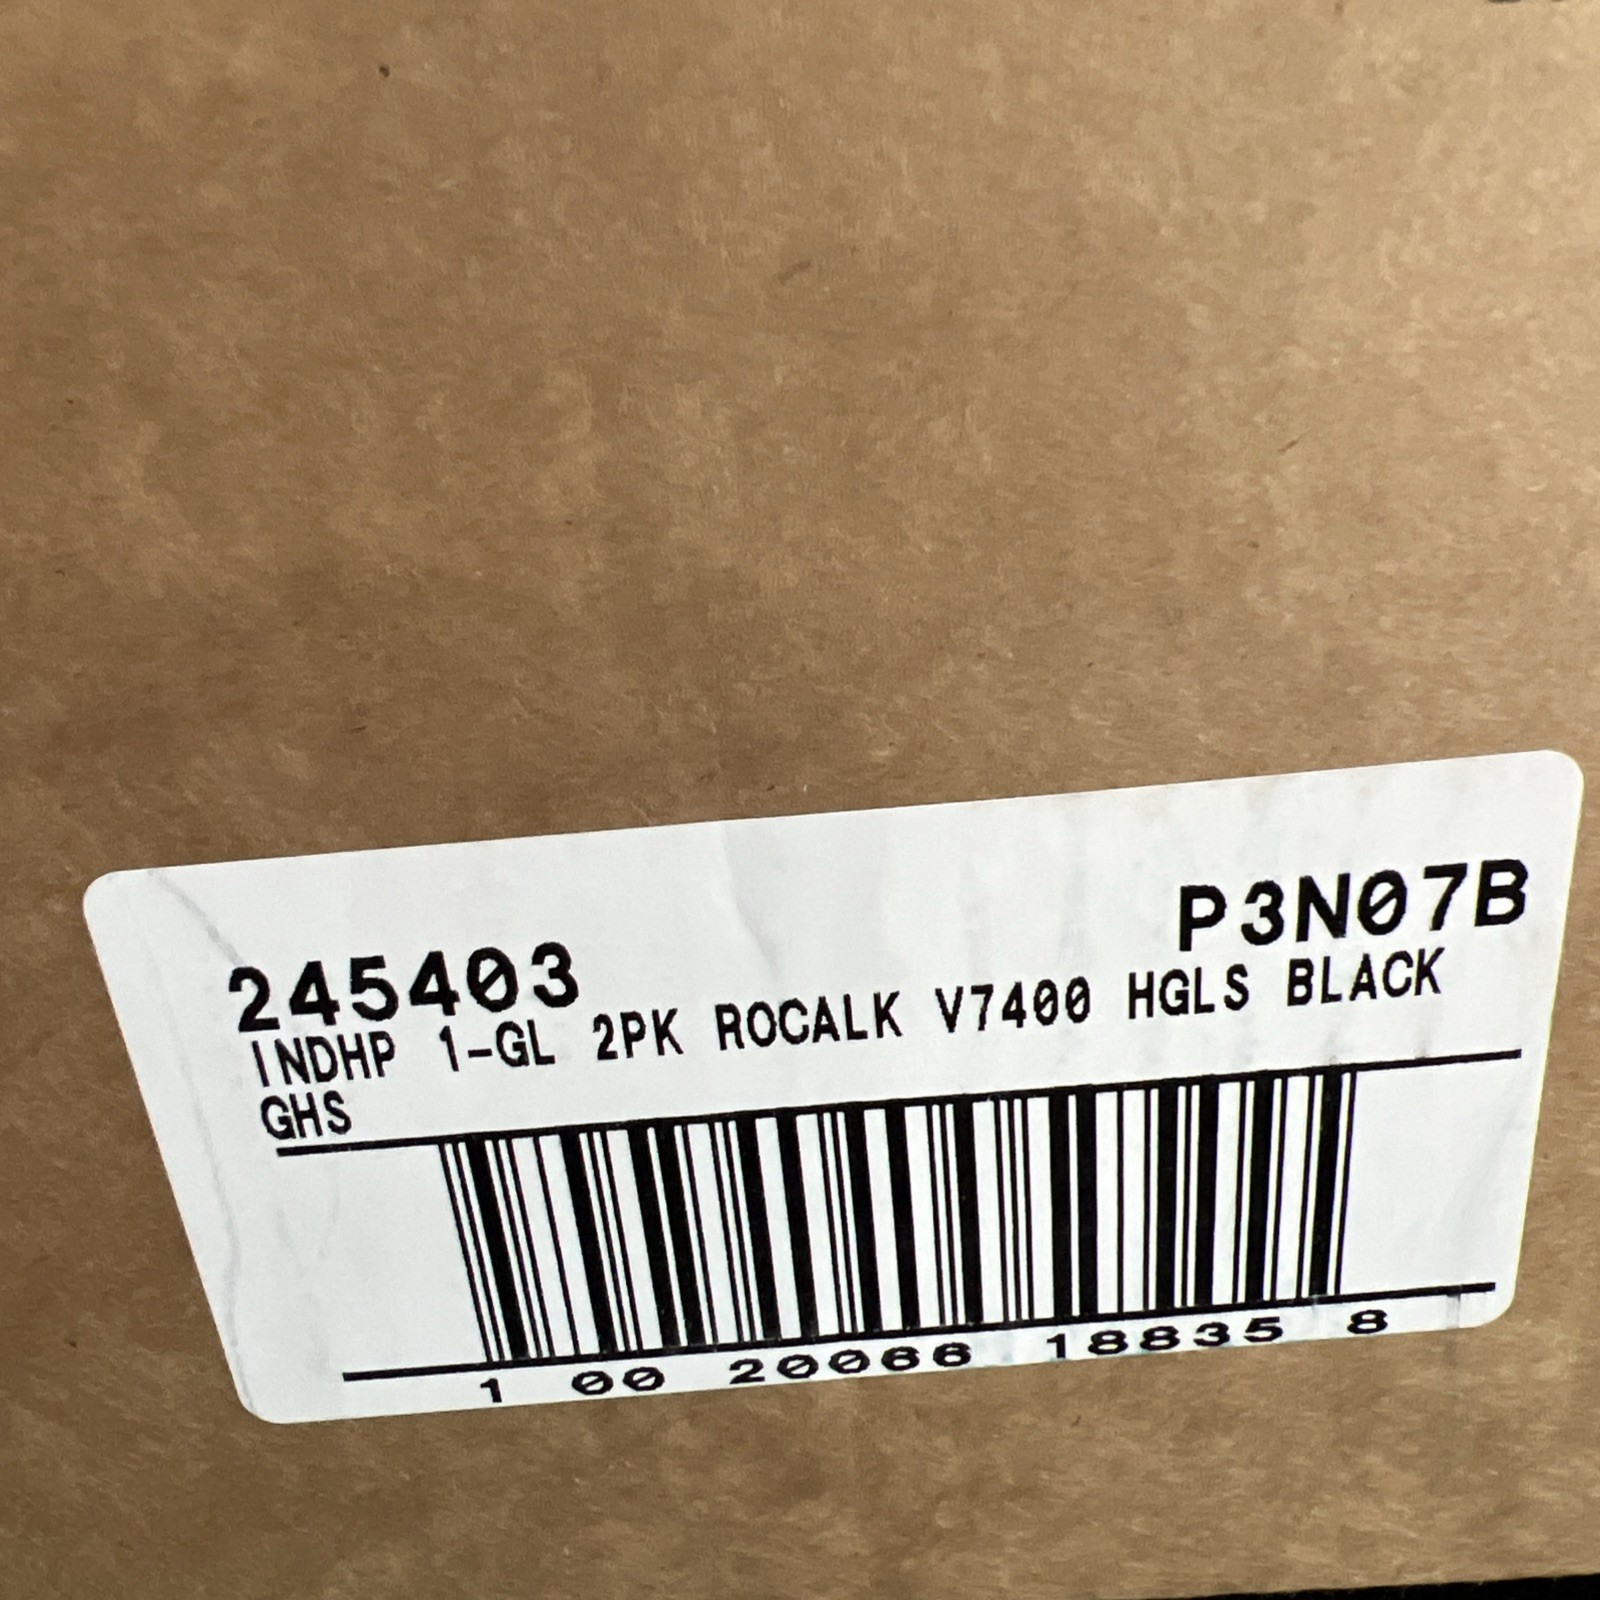 P3N07B
245403
INDHP 1-GL 2PK ROCALK V7400 HGLS BLACK
GHS
1 00 20066 18835 8